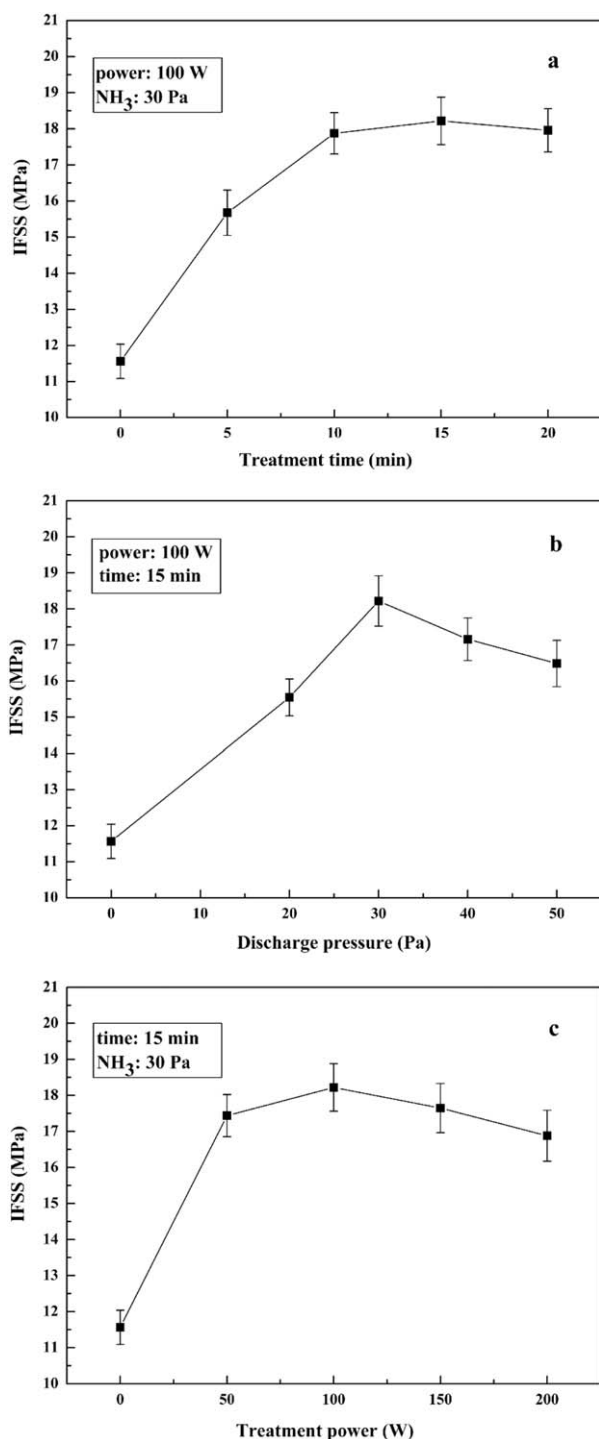 21
20
19
18
17
16
15
14
13
12
11
10
IFSS (MPa)
power: 100 W
NH3: 30 Pa
a
0 5 10 15 20
Treatment time (min)
21
20
19
18
17
16
15
14
13
12
11
10
IFSS (MPa)
power: 100 W
time: 15 min
b
0 10 20 30 40 50
Discharge pressure (Pa)
21
20
19
18
17
16
15
14
13
12
11
10
IFSS (MPa)
time: 15 min
NH3: 30 Pa
c
0 50 100 150 200
Treatment power (W)